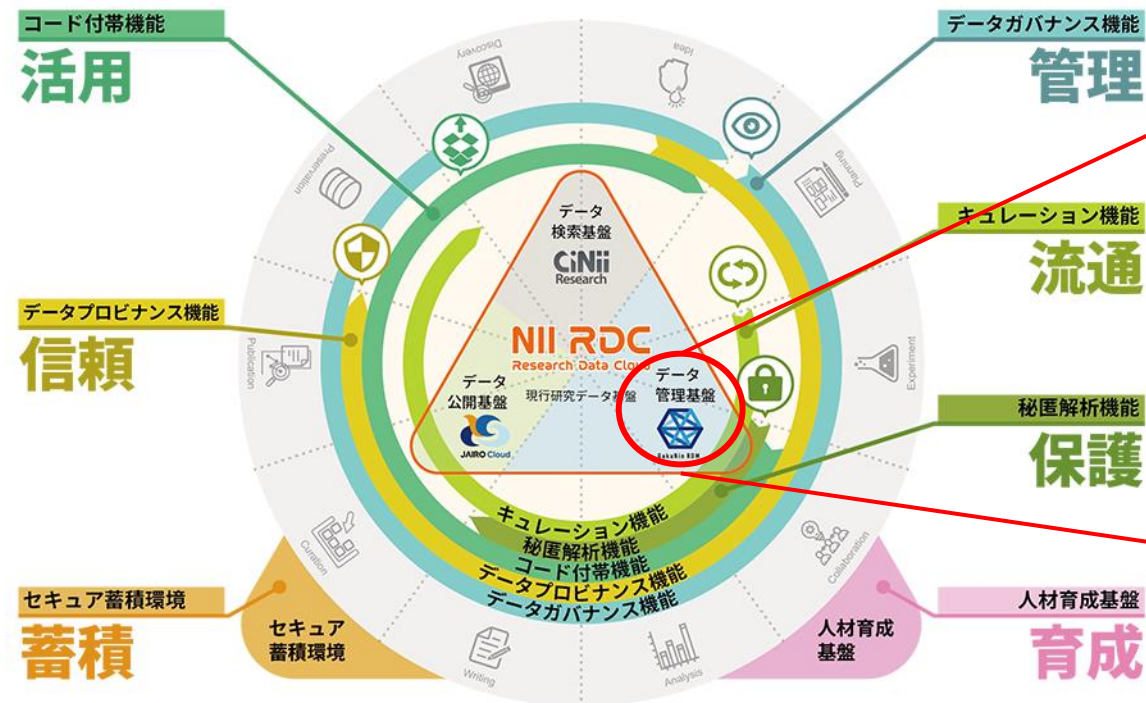 コード付帯機能
活用
データガバナンス機能
管理
Discovery
Idea
Preservation
Planning
キュレーション機能
流通
データ
検索基盤
CiNii
Research
データプロビナンス機能
信頼
Publication
Experiment
NII RDC
Research Data Cloud
データ
公開基盤
JAIRO Cloud
現行研究データ基盤
データ
管理基盤
GakuNin RDM
秘匿解析機能
保護
キュレーション機能
秘匿解析機能
コード付帯機能
データプロビナンス機能
データガバナンス機能
Curation
Collaboration
セキュア蓄積環境
蓄積
セキュア
蓄積環境
人材育成
基盤
人材育成基盤
育成
Writing
Analysis